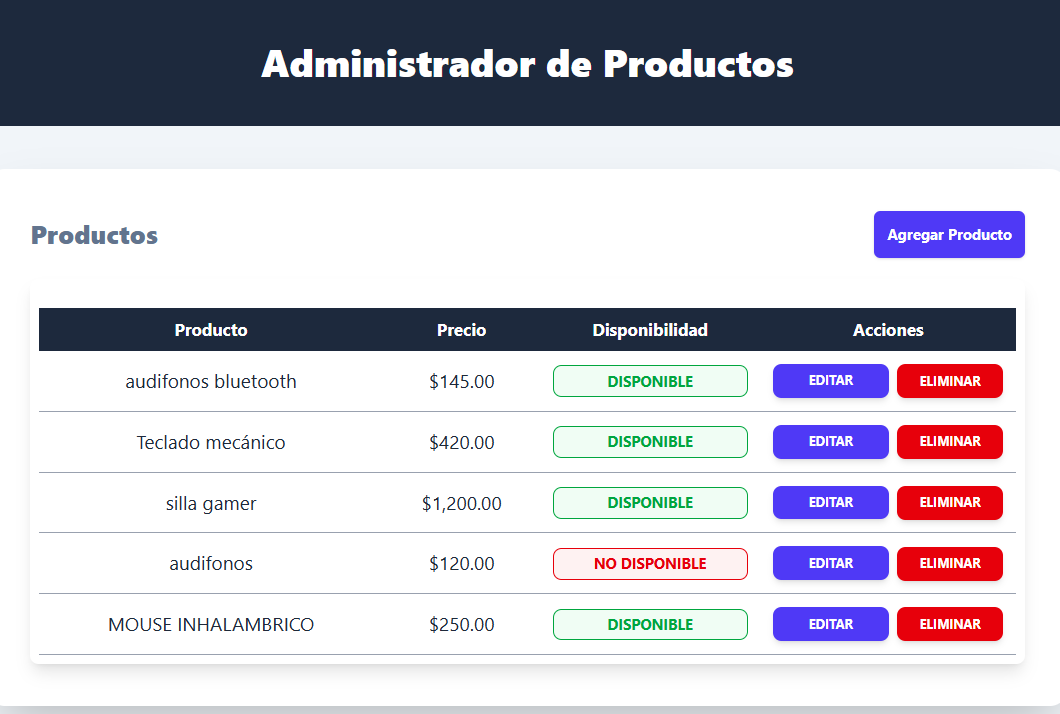 Administrador de Productos
Productos
Agregar Producto
Producto Precio Disponibilidad Acciones
audifonos bluetooth $145.00 DISPONIBLE EDITAR ELIMINAR
Teclado mecánico $420.00 DISPONIBLE EDITAR ELIMINAR
silla gamer $1,200.00 DISPONIBLE EDITAR ELIMINAR
audifonos $120.00 NO DISPONIBLE EDITAR ELIMINAR
MOUSE INHALAMBRICO $250.00 DISPONIBLE EDITAR ELIMINAR